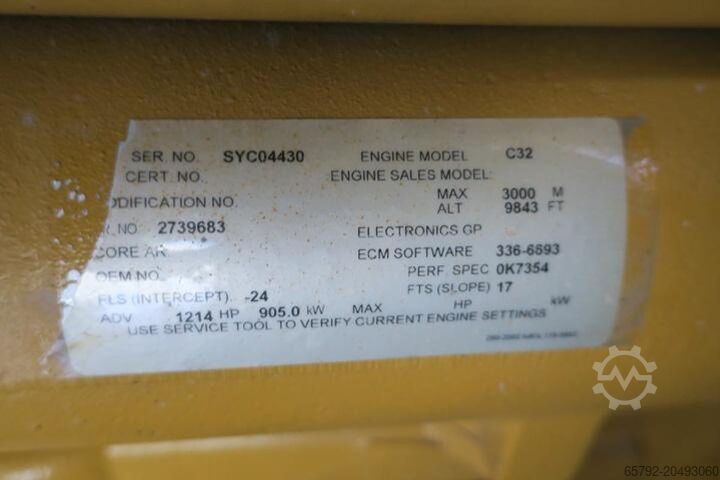 SER. NO. SYC04430 ENGINE MODEL C32
CERT. NO. ENGINE SALES MODEL:
ODIFICATION NO. MAX 3000 M
ALT 9843 FT
NO 2739683 ELECTRONICS GP
CORE AR ECM SOFTWARE 336-6593
OEM NO. PERF SPEC 0K7354
FLS (INTERCEPT). -24 FTS (SLOPE) 17
ADV 1214 HP 905.0 kW MAX HP kW
USE SERVICE TOOL TO VERIFY CURRENT ENGINE SETTINGS
65792-20493060